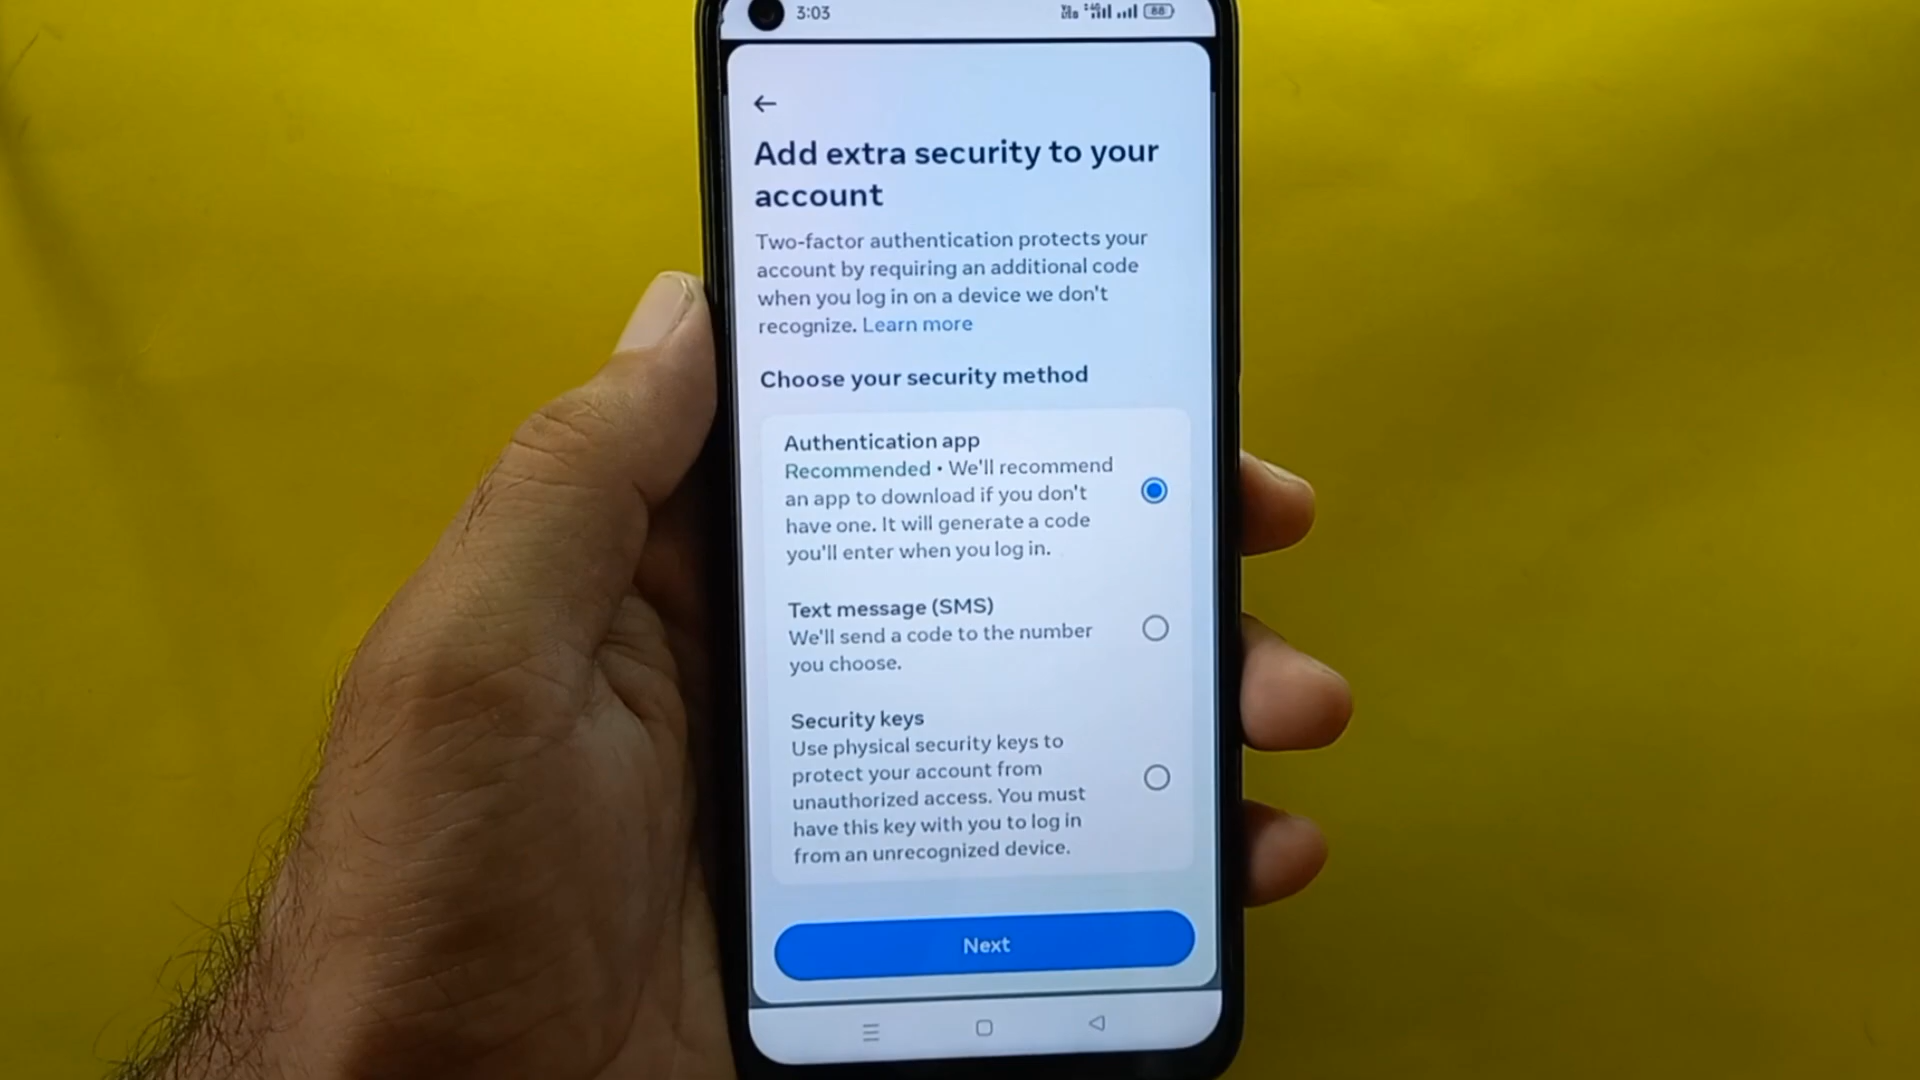 3:03
88
Add extra security to your
account
Two-factor authentication protects your
account by requiring an additional code
when you log in on a device we don't
recognize. Learn more
Choose your security method
Authentication app
Recommended • We'll recommend
an app to download if you don't
have one. It will generate a code
you'll enter when you log in.
Text message (SMS)
We'll send a code to the number
you choose.
Security keys
Use physical security keys to
protect your account from
unauthorized access. You must
have this key with you to log in
from an unrecognized device.
Next